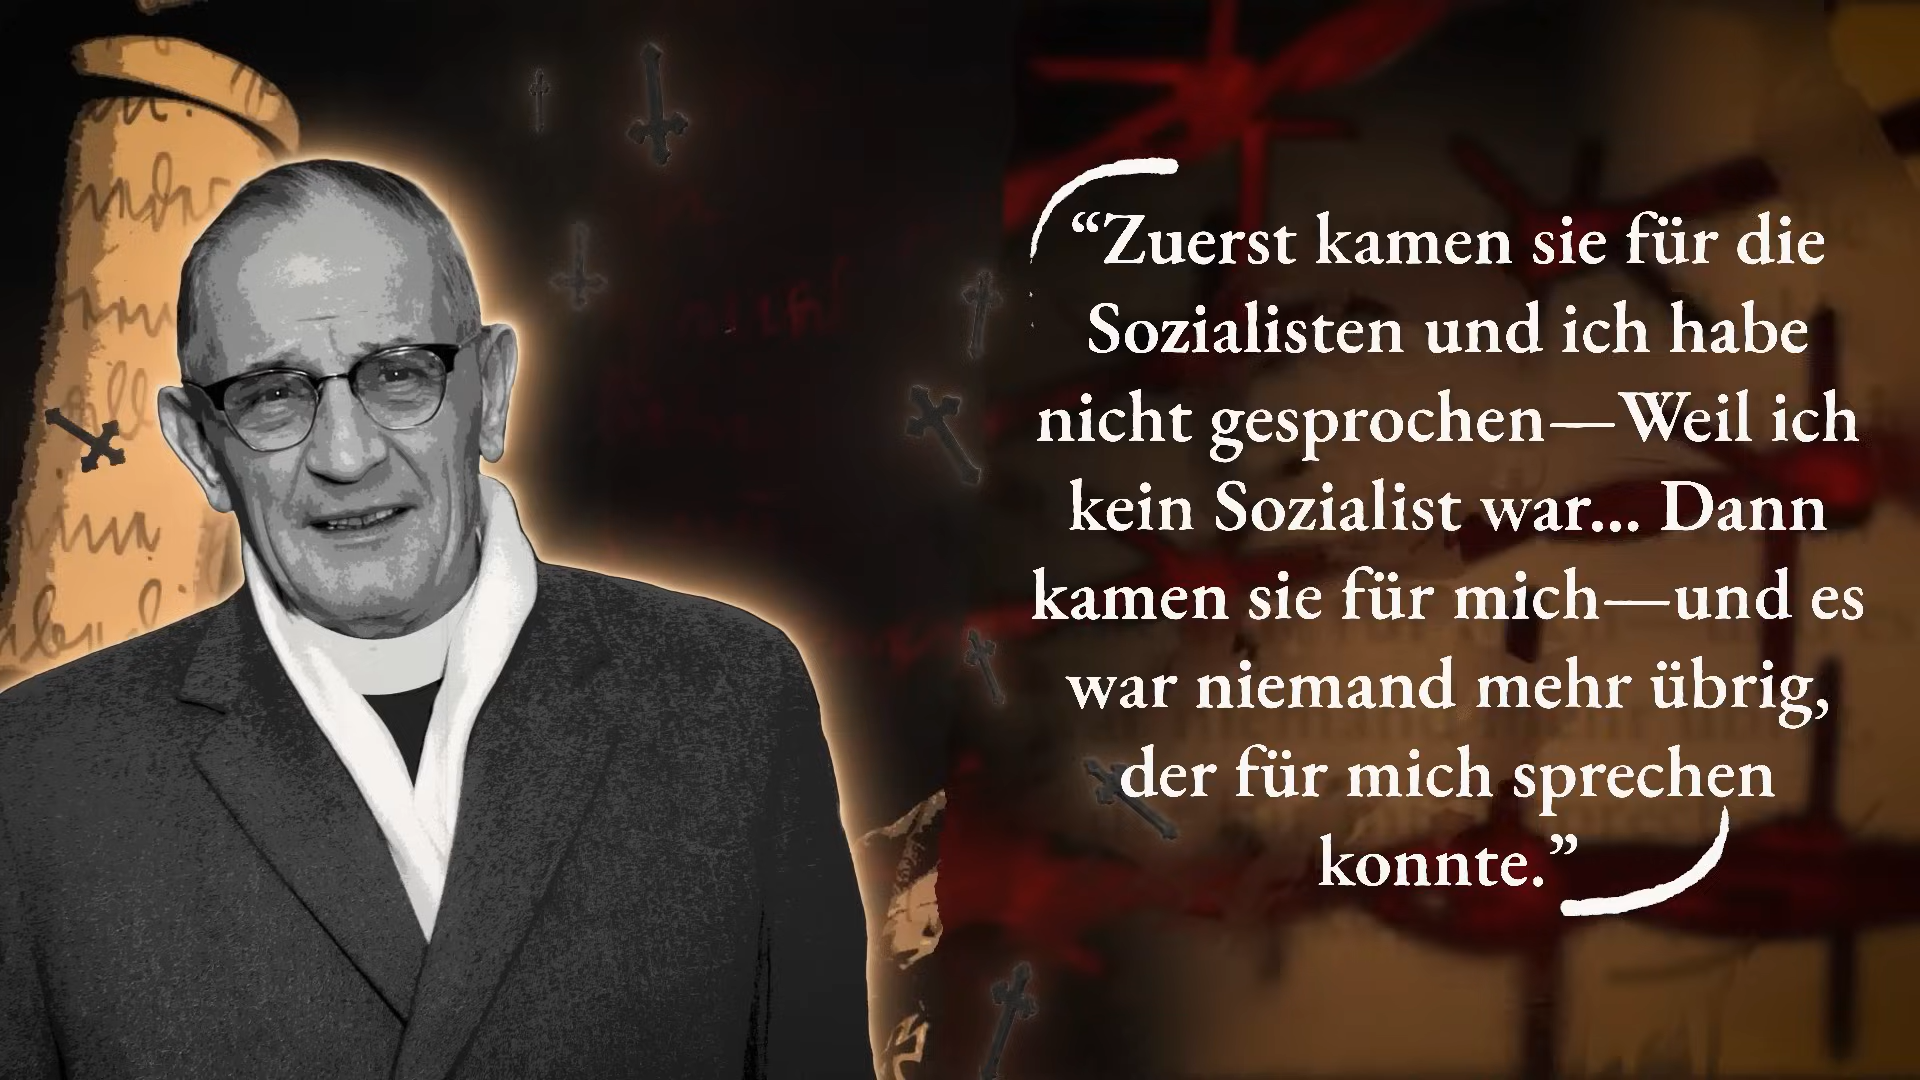 “Zuerst kamen sie für die
Sozialisten und ich habe
nicht gesprochen—Weil ich
kein Sozialist war... Dann
kamen sie für mich—und es
war niemand mehr übrig,
der für mich sprechen
konnte.”